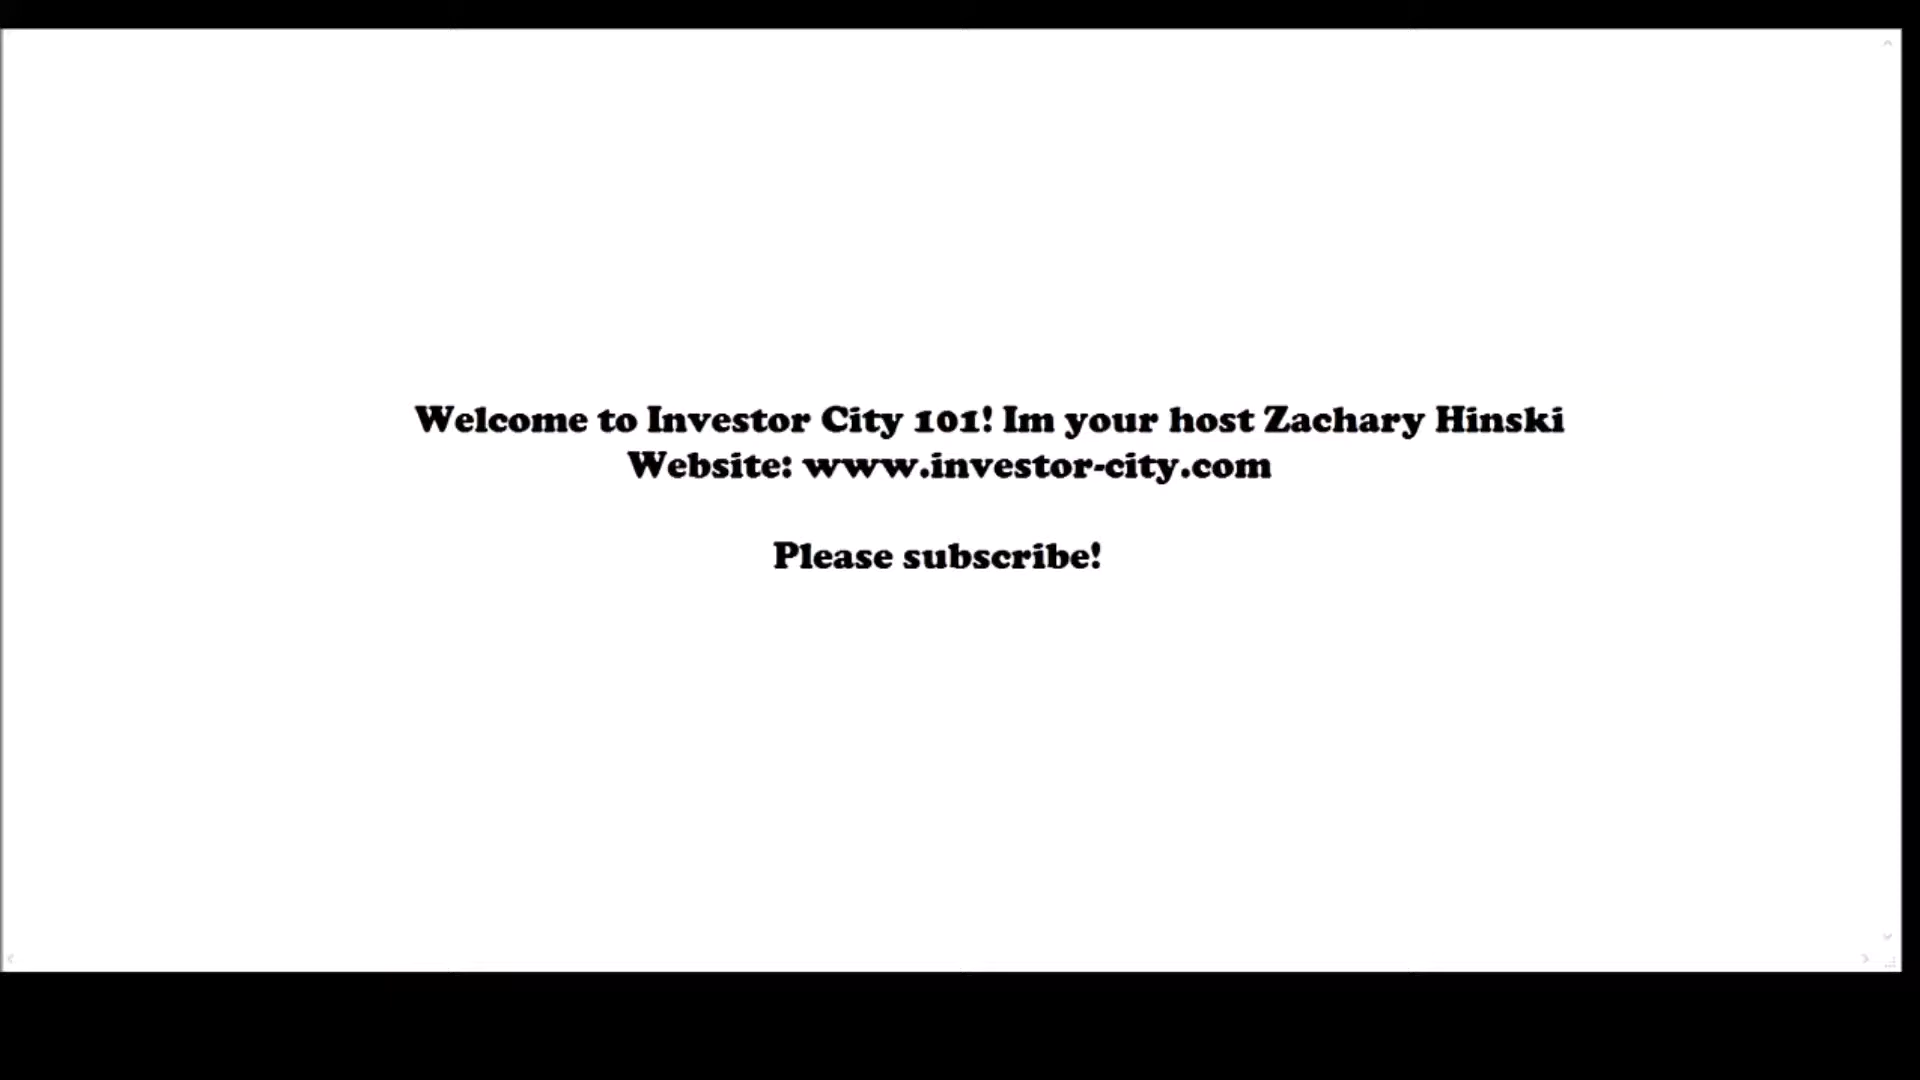 Welcome to Investor City 101! Im your host Zachary Hinski
Website: www.investor-city.com
Please subscribe!